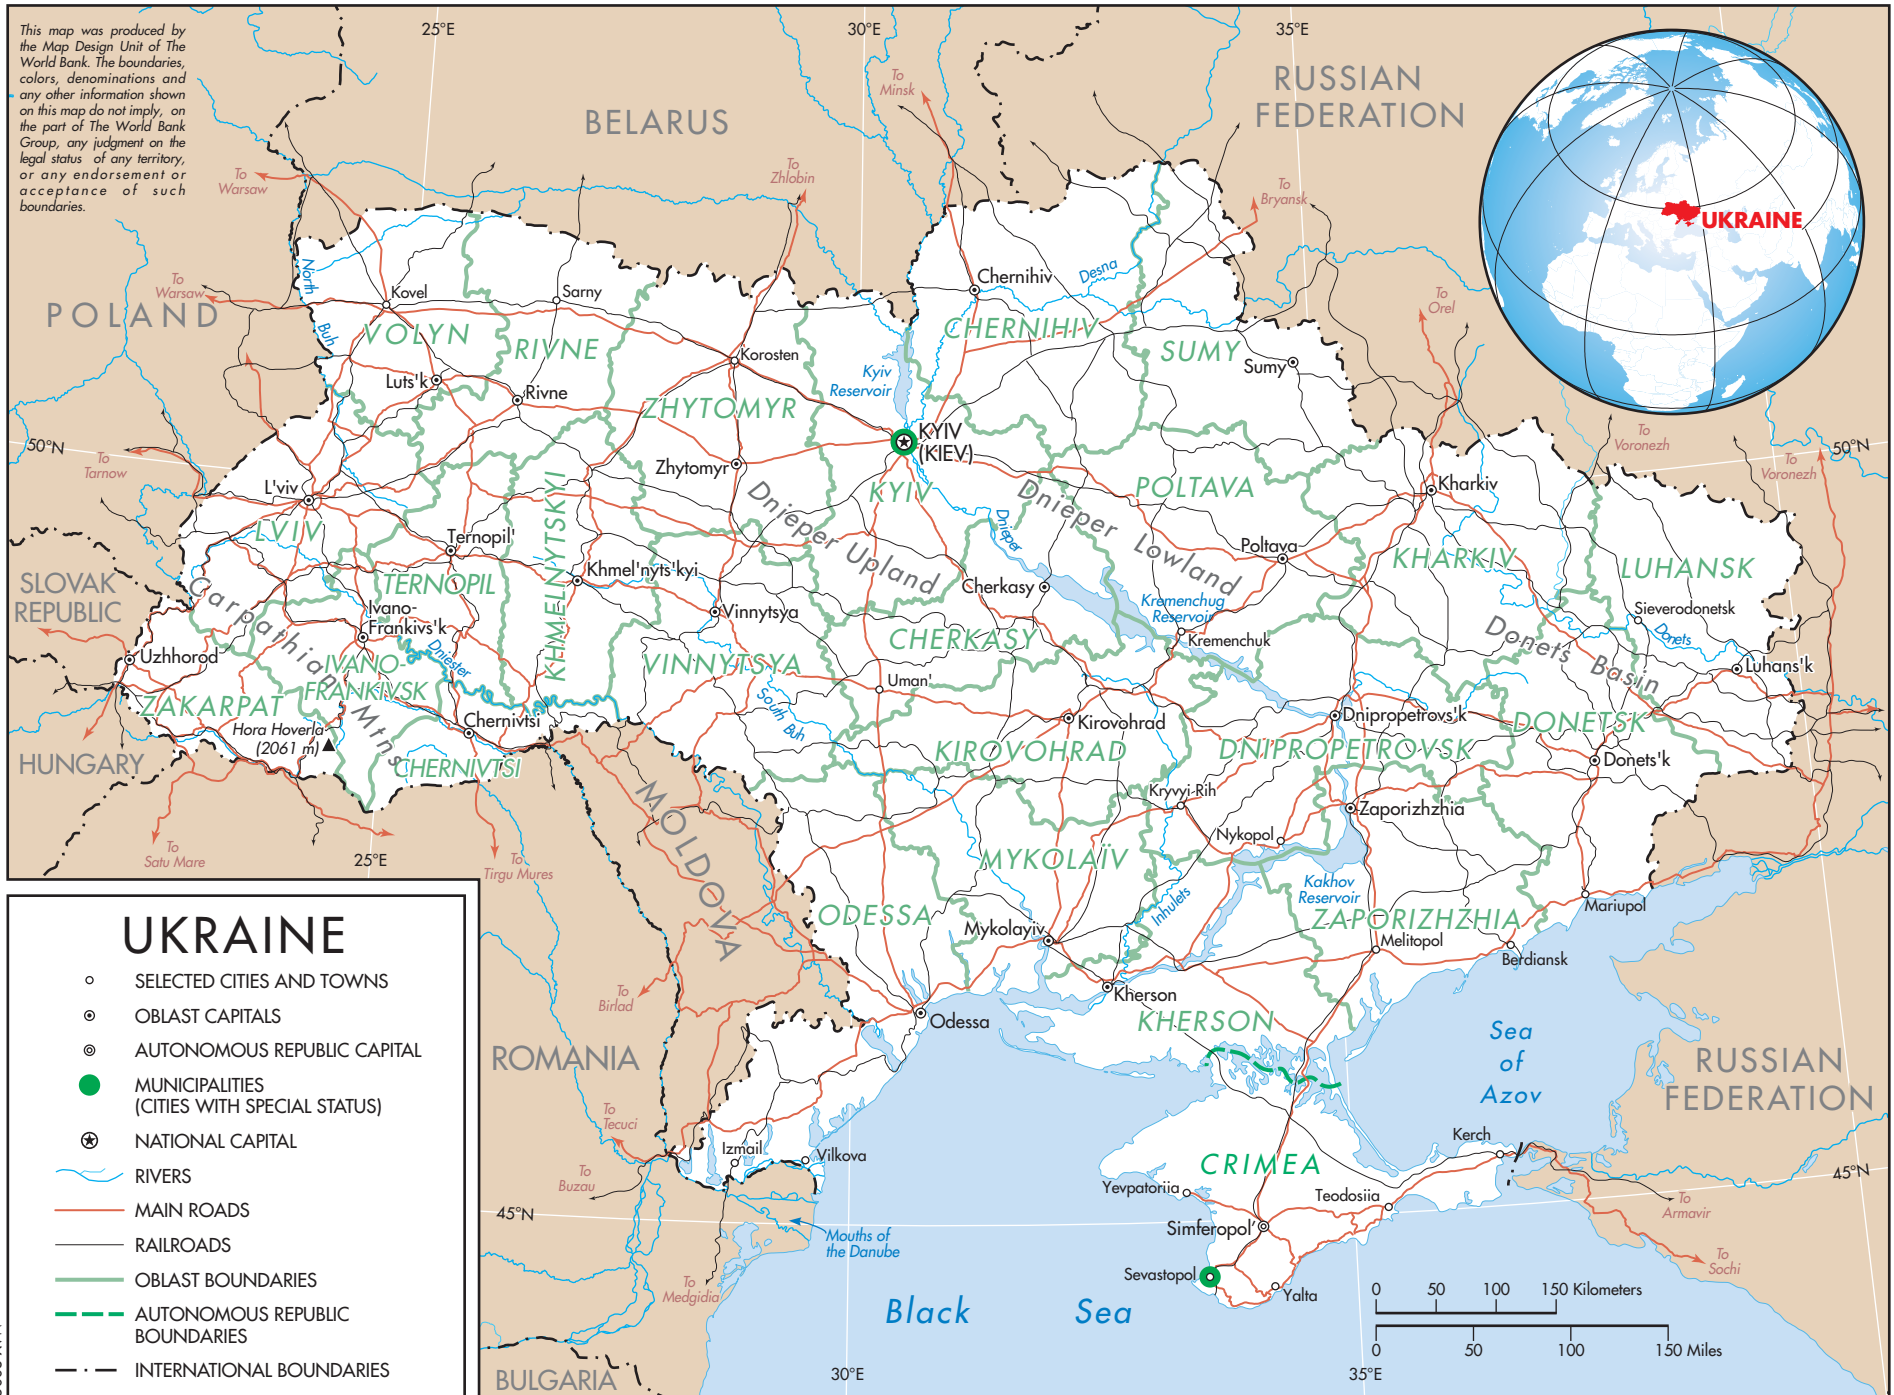 This map was produced by
the Map Design Unit of The
World Bank. The boundaries,
colors, denominations and
any other information shown
on this map do not imply, on
the part of The World Bank
Group, any judgment on the
legal status of any territory,
or any endorsement or
acceptance of such
boundaries.
25°E
30°E
35°E
To
Minsk
RUSSIAN
FEDERATION
BELARUS
To
Warsaw
To
Zhlobin
To
Bryansk
UKRAINE
Chernihiv
Desna
North
Buh
To
Warsaw
POLAND
Kovel
Sarny
To
Orel
VOLYN
RIVNE
CHERNIHIV
SUMY
Korosten
Sumy
Kyiv
Reservoir
Luts'k
Rivne
ZHYTOMYR
KYIV
(KIEV)
50°N
To
Tarnow
To
Voronezh
To
Voronezh
50°N
Zhytomyr
L'viv
KYIV
POLTAVA
Kharkiv
Dnieper Upland
Dnieper Lowland
Dnieper
LVIV
Ternopil'
KHMELNYTSKYI
Poltava
KHARKIV
LUHANSK
SLOVAK
REPUBLIC
Carpathian Mtns
TERNOPIL
Khmel'nyts'kyi
Cherkasy
Kremenchug
Reservoir
Ivano-
Frankivs'k
Vinnytsya
Sieverodonetsk
Donets
Donets Basin
CHERKASY
Kremenchuk
Uzhhorod
Dniester
IVANO-
FRANKIVSK
VINNYTSYA
Luhans'k
Uman'
ZAKARPAT
South
Buh
Chernivtsi
Kirovohrad
Dnipropetrovs'k
DONETSK
Hora Hoverla
(2061 m)
HUNGARY
CHERNIVTSI
KIROVOHRAD
DNIPROPETROVSK
Donets'k
MOLDOVA
Kryvyi Rih
Zaporizhzhia
Nykopol
To
Satu Mare
25°E
To
Tirgu Mures
MYKOLAÏV
Kakhov
Reservoir
Inhulets
Mariupol
ODESSA
Mykolayiv
ZAPORIZHZHIA
Melitopol
Berdiansk
To
Birlad
Kherson
Odessa
KHERSON
Sea
of
Azov
ROMANIA
RUSSIAN
FEDERATION
To
Tecuci
Izmail
Vilkova
Kerch
To
Buzau
CRIMEA
Yevpatoriia
Teodosiia
45°N
To
Armavir
45°N
Simferopol'
Mouths of
the Danube
To
Sochi
Sevastopol
Yalta
To
Medgidia
Black Sea
0 50 100 150 Kilometers
0 50 100 150 Miles
BULGARIA
30°E
35°E
UKRAINE
SELECTED CITIES AND TOWNS
OBLAST CAPITALS
AUTONOMOUS REPUBLIC CAPITAL
MUNICIPALITIES
(CITIES WITH SPECIAL STATUS)
NATIONAL CAPITAL
RIVERS
MAIN ROADS
RAILROADS
OBLAST BOUNDARIES
AUTONOMOUS REPUBLIC
BOUNDARIES
INTERNATIONAL BOUNDARIES